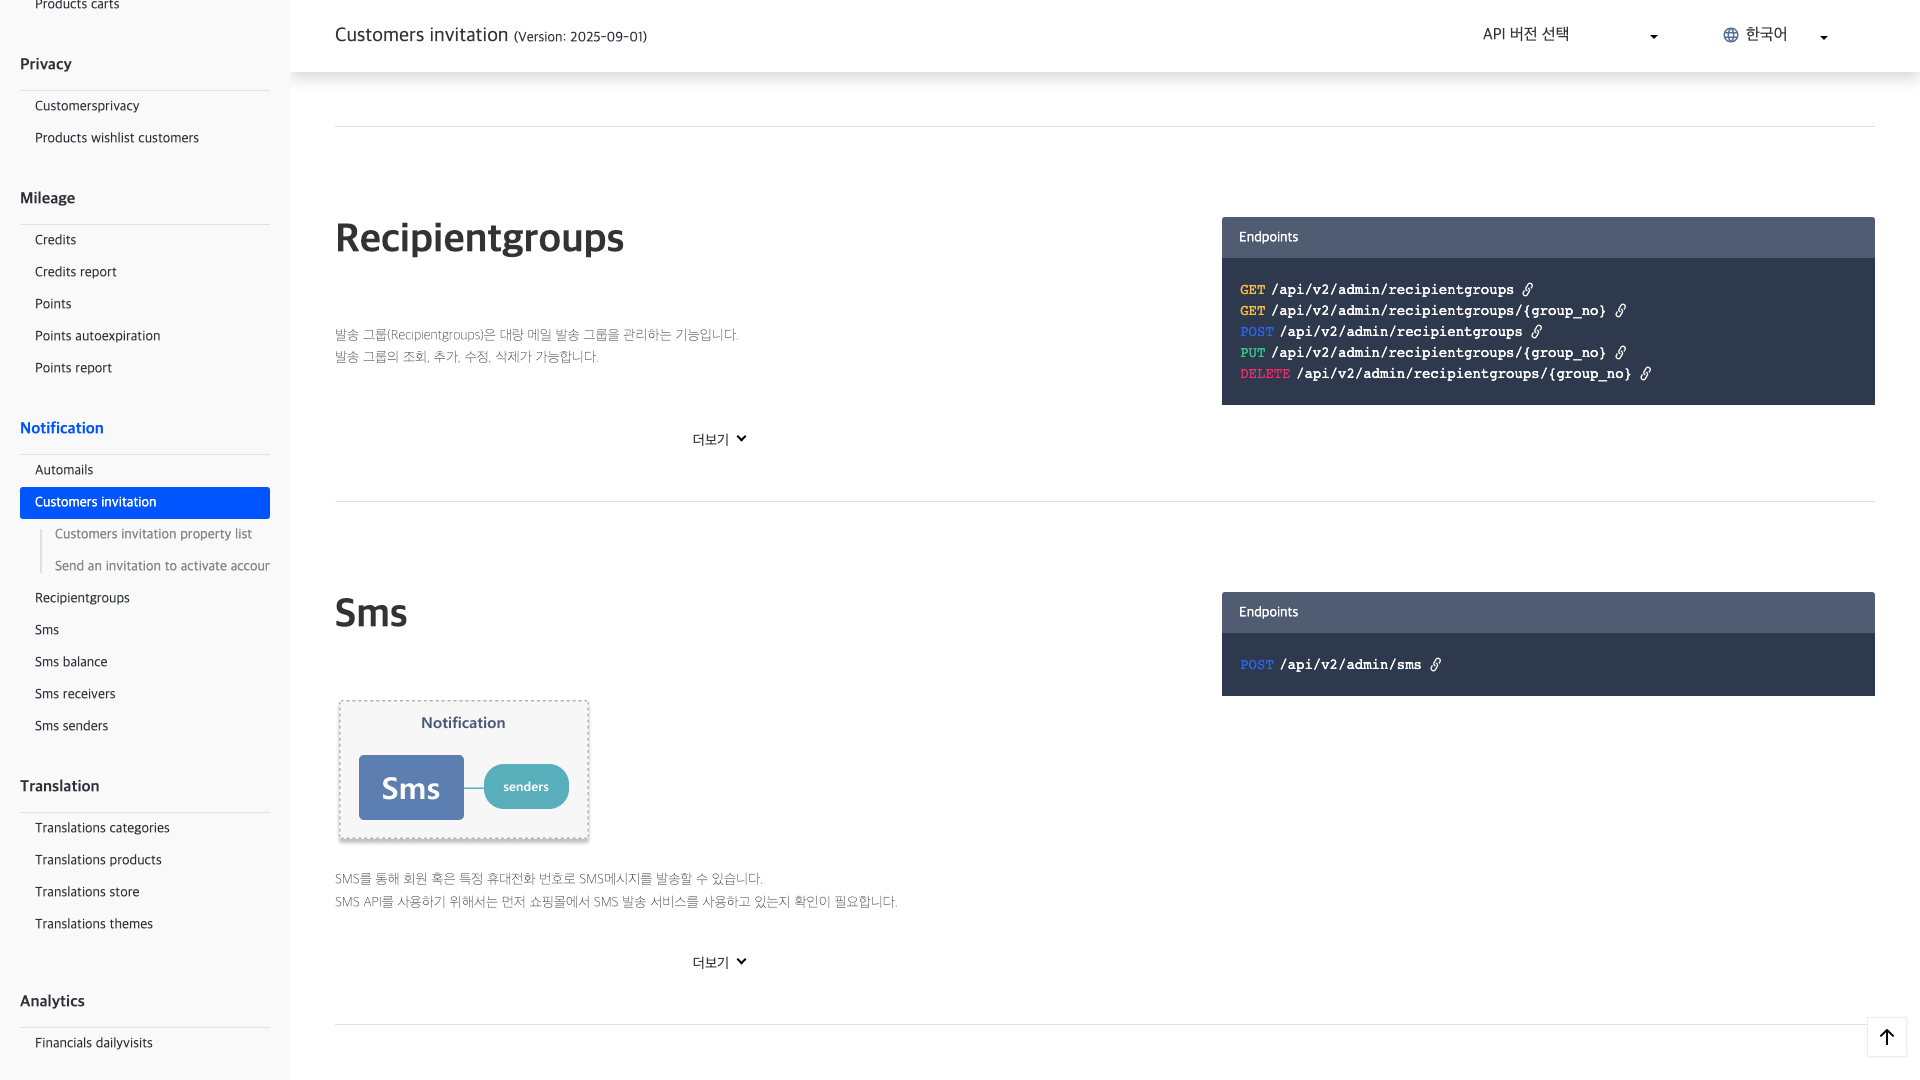 Products carts
Privacy
Customersprivacy
Products wishlist customers
Mileage
Credits
Credits report
Points
Points autoexpiration
Points report
Notification
Automails
Customers invitation
Customers invitation property list
Send an invitation to activate accour
Recipientgroups
Sms
Sms balance
Sms receivers
Sms senders
Translation
Translations categories
Translations products
Translations store
Translations themes
Analytics
Financials dailyvisits
Customers invitation (Version: 2025-09-01)
API 버전 선택
한국어
Recipientgroups
발송 그룹(Recipientgroups)은 대량 메일 발송 그룹을 관리하는 기능입니다.
발송 그룹의 조회, 추가, 수정, 삭제가 가능합니다.
더보기
Endpoints
GET /api/v2/admin/recipientgroups
GET /api/v2/admin/recipientgroups/{group_no}
POST /api/v2/admin/recipientgroups
PUT /api/v2/admin/recipientgroups/{group_no}
DELETE /api/v2/admin/recipientgroups/{group_no}
Sms
Notification
Sms
senders
SMS를 통해 회원 혹은 특정 휴대전화 번호로 SMS메시지를 발송할 수 있습니다.
SMS API를 사용하기 위해서는 먼저 쇼핑몰에서 SMS 발송 서비스를 사용하고 있는지 확인이 필요합니다.
더보기
Endpoints
POST /api/v2/admin/sms